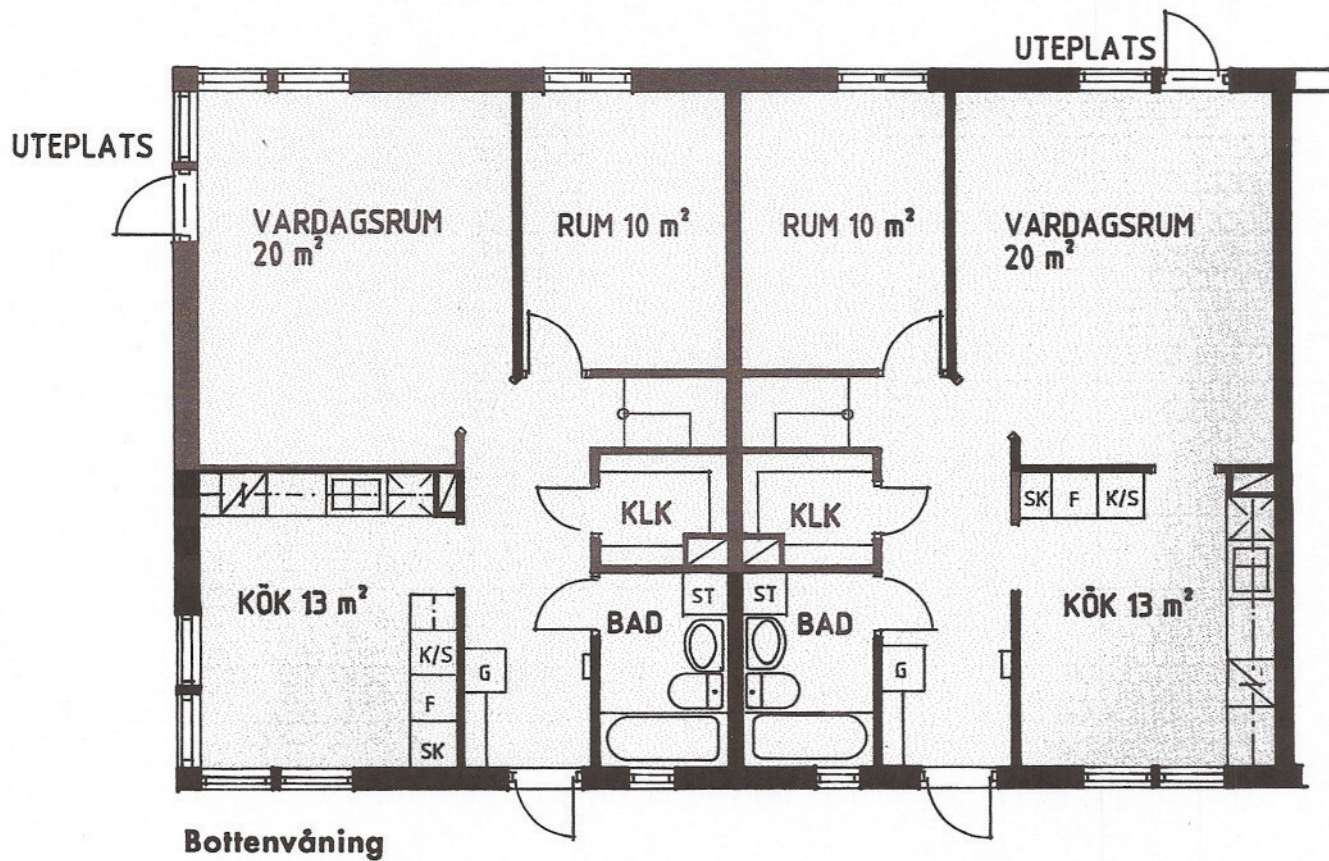 UTEPLATS
UTEPLATS
VARDAGSRUM
20 m²
RUM 10 m²
RUM 10 m²
VARDAGSRUM
20 m²
KLK
KLK
SK F K/S
KÖK 13 m²
K/S
F
SK
G
BAD
ST
ST
BAD
G
KÖK 13 m²
Bottenvåning